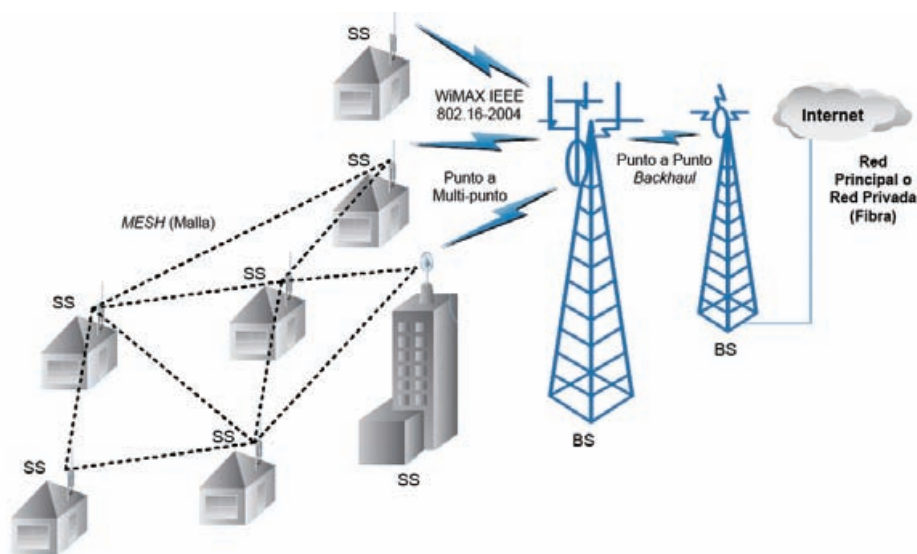 SS
WiMAX IEEE
802.16-2004
SS
Punto a
Multi-punto
MESH (Malla)
SS
SS
SS
SS
SS
Punto a Punto
Backhaul
BS
BS
Internet
Red
Principal o
Red Privada
(Fibra)